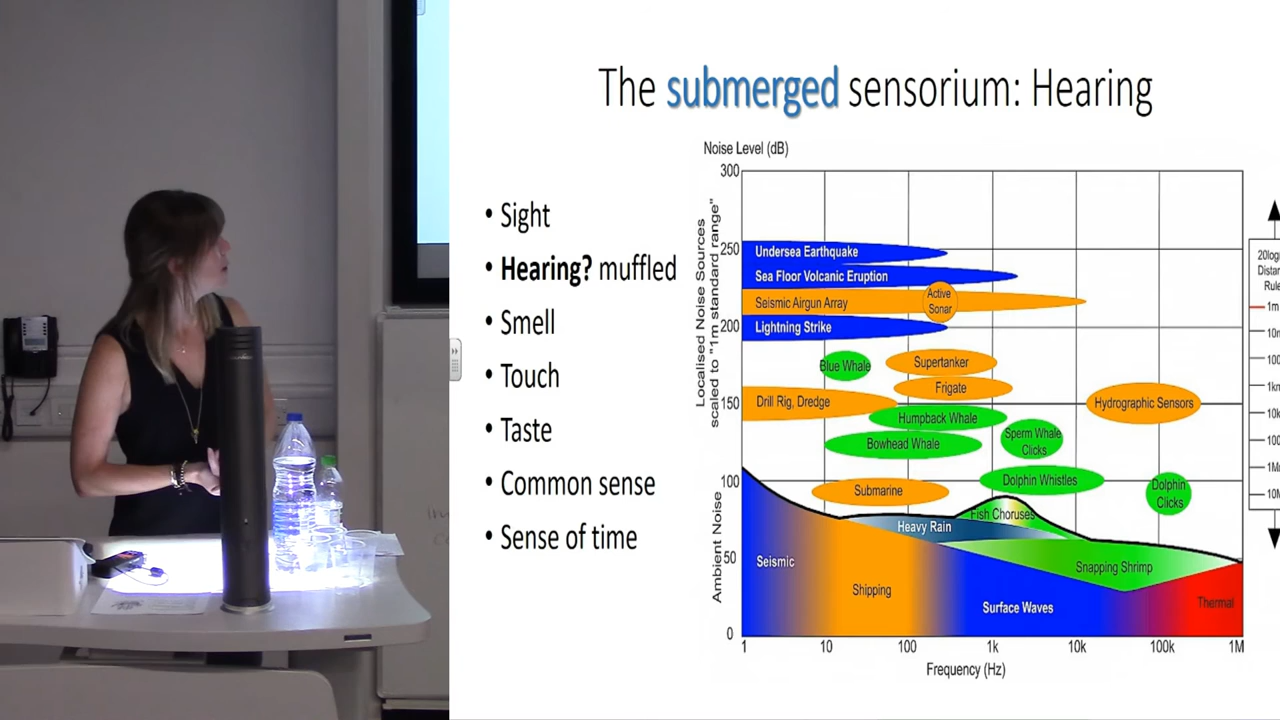 The submerged sensorium: Hearing
• Sight
• Hearing? muffled
• Smell
• Touch
• Taste
• Common sense
• Sense of time
Noise Level (dB)
300
250
200
150
100
50
0
Localised Noise Sources
scaled to "1m standard range"
Ambient Noise
Undersea Earthquake
Sea Floor Volcanic Eruption
Seismic Airgun Array
Active
Sonar
Lightning Strike
Blue Whale
Supertanker
Frigate
Drill Rig, Dredge
Hydrographic Sensors
Humpback Whale
Bowhead Whale
Sperm Whale
Clicks
Dolphin Whistles
Submarine
Dolphin
Clicks
Fish Choruses
Heavy Rain
Seismic
Snapping Shrimp
Shipping
Surface Waves
Thermal
1
10
100
1k
10k
100k
1M
Frequency (Hz)
20log
Distan
Rule
1m
10m
100
1km
10k
100
1M
10M